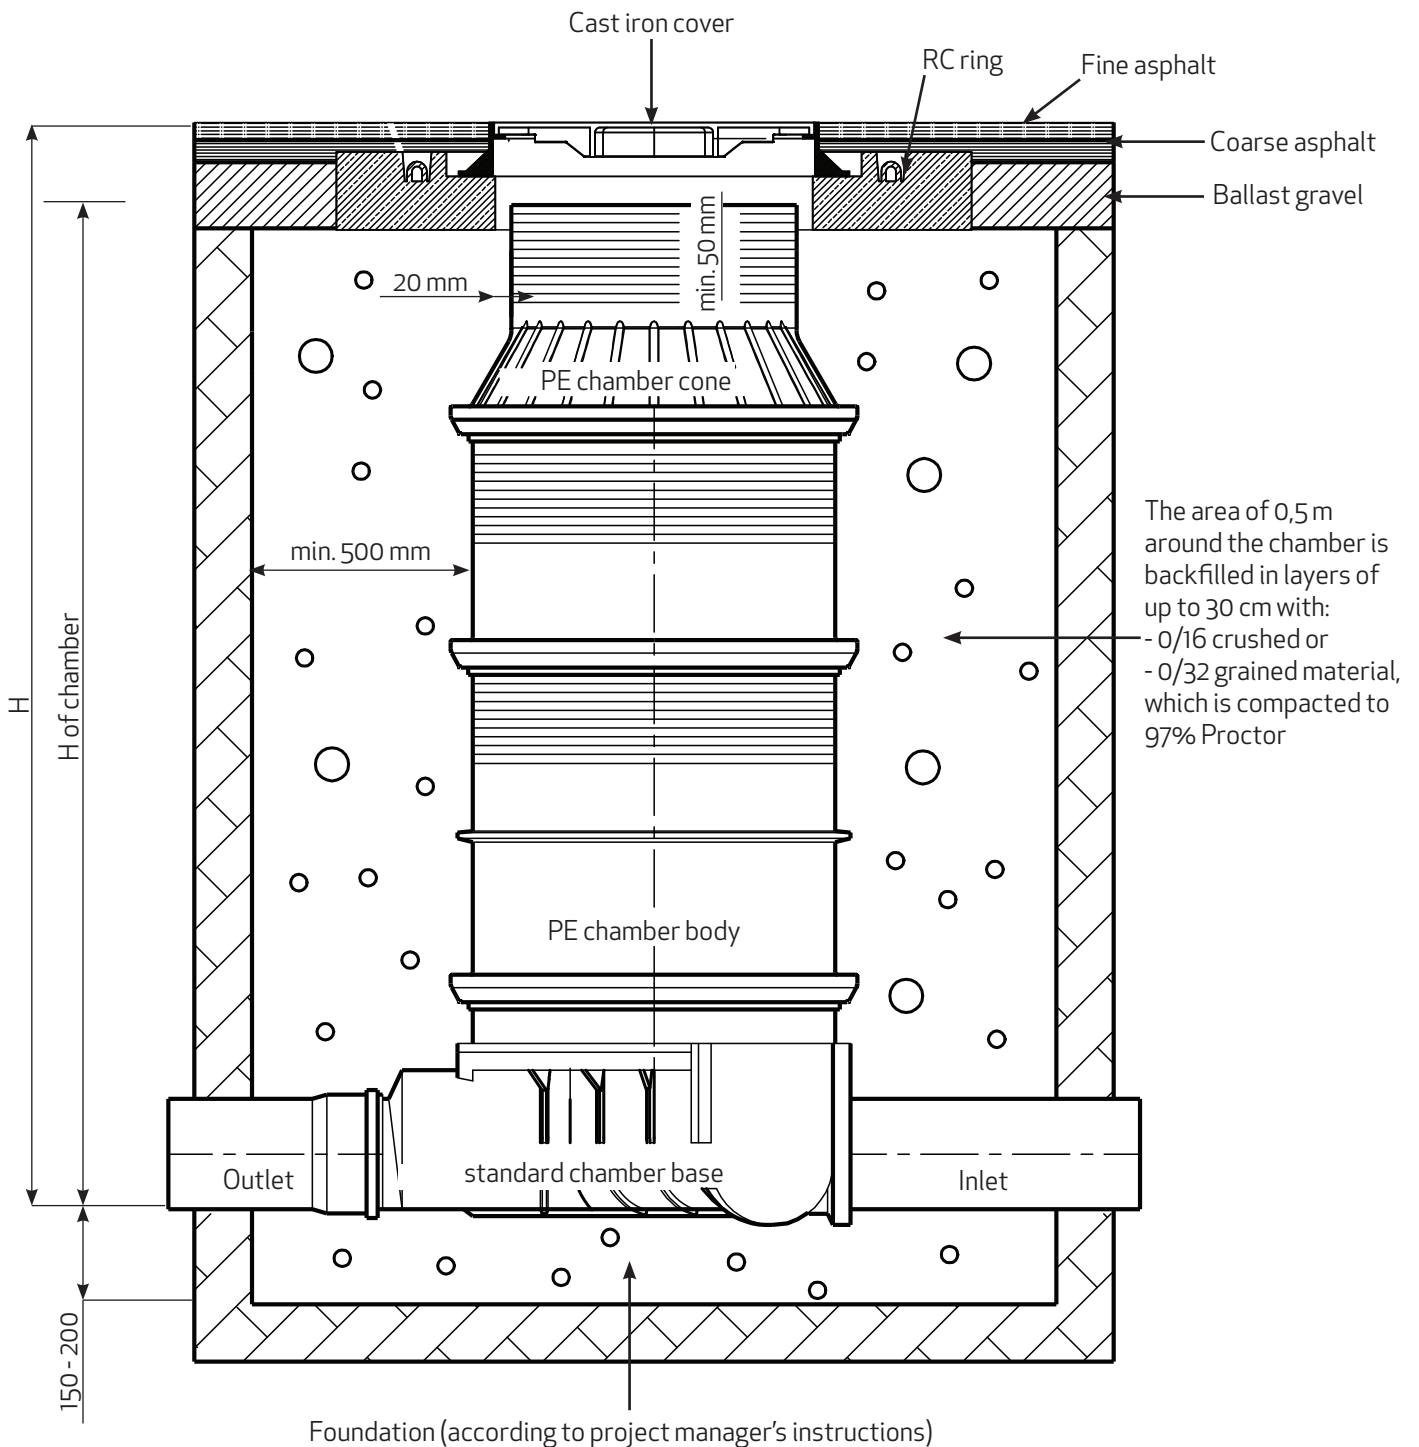 Cast iron cover
RC ring
Fine asphalt
Coarse asphalt
Ballast gravel
min. 50 mm
20 mm
PE chamber cone
The area of 0,5 m
around the chamber is
backfilled in layers of
up to 30 cm with:
- 0/16 crushed or
- 0/32 grained material,
which is compacted to
97% Proctor
min. 500 mm
H
H of chamber
PE chamber body
Outlet
standard chamber base
Inlet
150 - 200
Foundation (according to project manager's instructions)